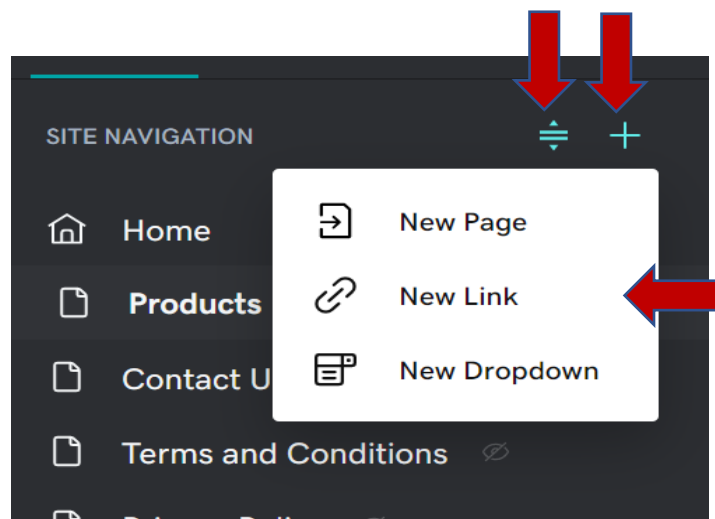 SITE NAVIGATION
Home
New Page
Products
New Link
Contact U
New Dropdown
Terms and Conditions